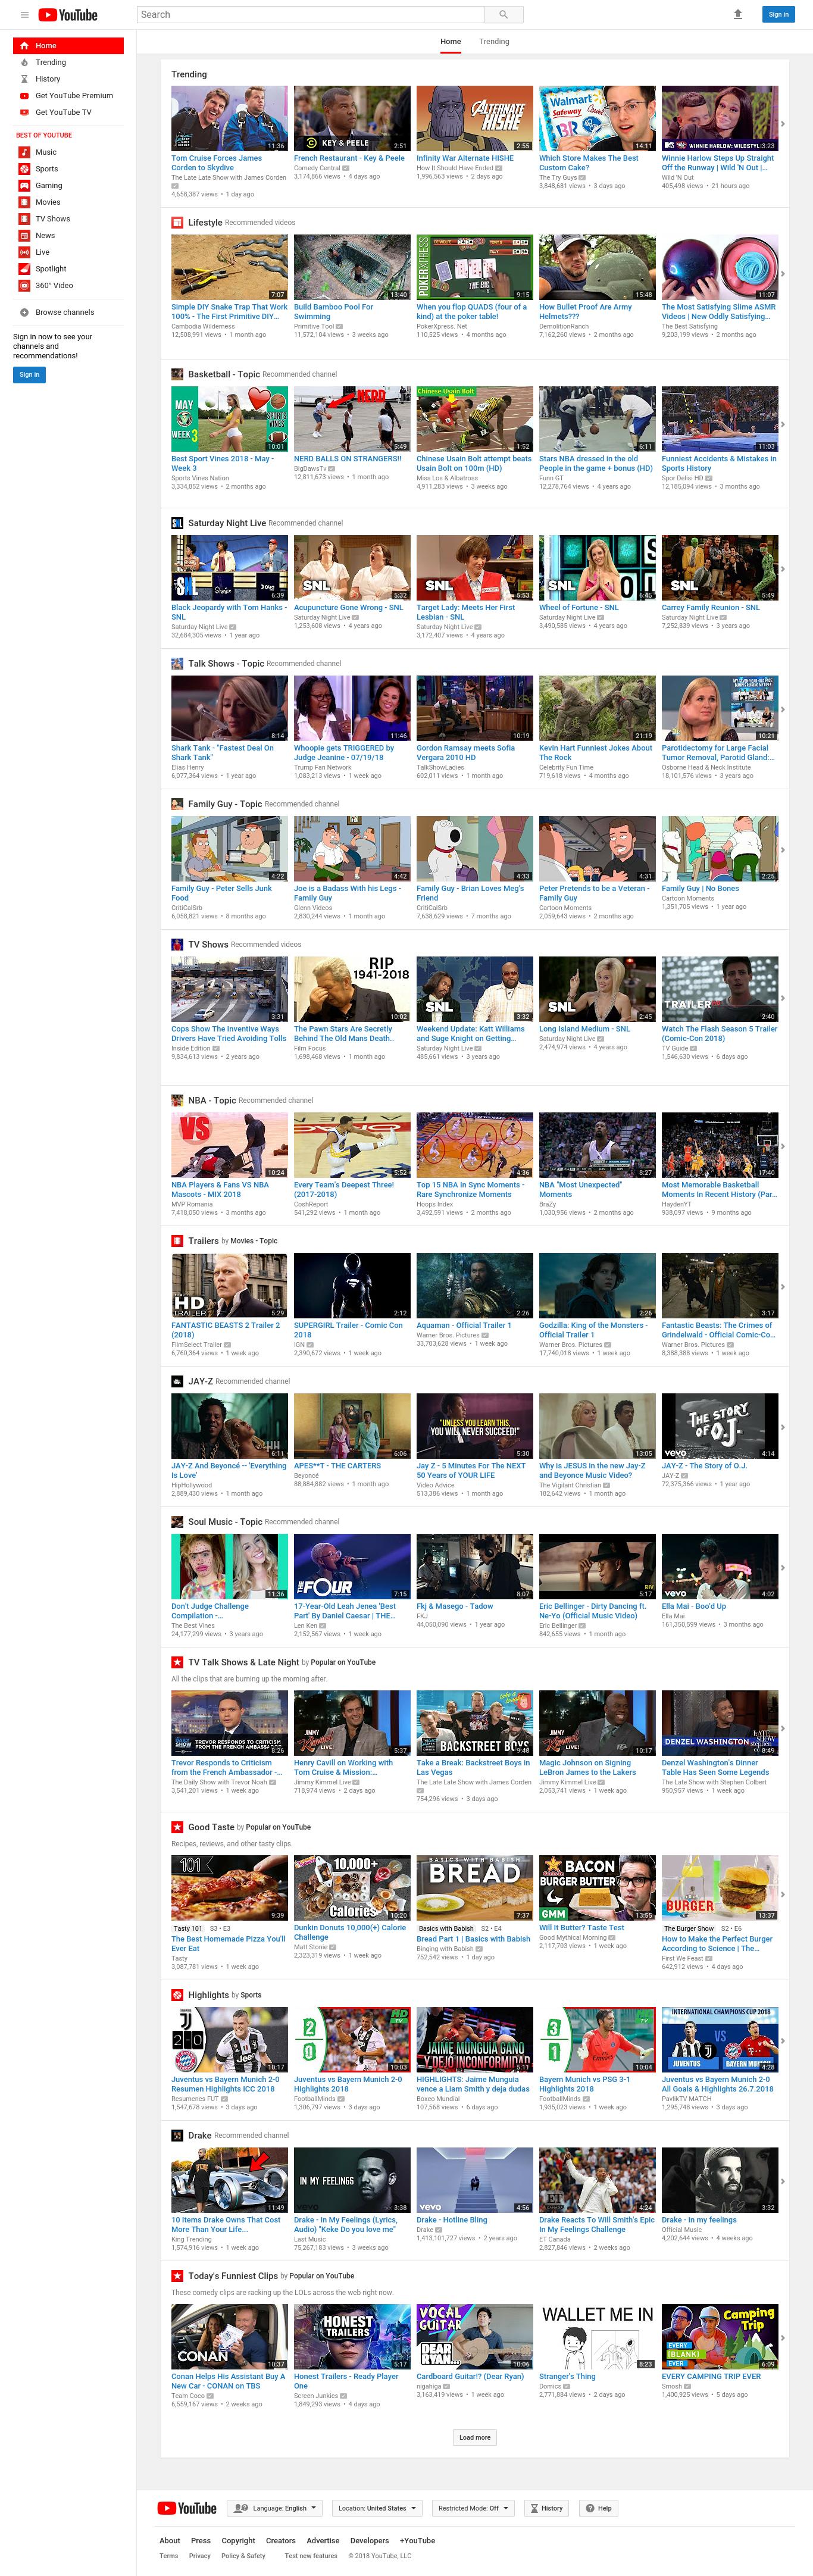 YouTube
Search
Sign in
Home
Trending
History
Get YouTube Premium
Get YouTube TV
BEST OF YOUTUBE
Music
Sports
Gaming
Movies
TV Shows
News
Live
Spotlight
360° Video
Browse channels
Sign in now to see your
channels and
recommendations!
Sign in
Home Trending
Trending
11:36
KEY & PEELE 2:51
ALTERNATE HISHE 2:55
Walmart Safeway 14:11
WINNIE HARLOW: WILDSTYLE 3:23
Tom Cruise Forces James
Corden to Skydive
The Late Late Show with James Corden
4,658,387 views • 1 day ago
French Restaurant - Key & Peele
Comedy Central
3,174,866 views • 4 days ago
Infinity War Alternate HISHE
How It Should Have Ended
1,996,563 views • 2 days ago
Which Store Makes The Best
Custom Cake?
The Try Guys
3,848,681 views • 3 days ago
Winnie Harlow Steps Up Straight
Off the Runway | Wild 'N Out |...
Wild 'N Out
405,498 views • 21 hours ago
Lifestyle Recommended videos
7:07
13:40
POKERXPRESS 9:15
15:48
11:07
Simple DIY Snake Trap That Work
100% - The First Primitive DIY...
Cambodia Wilderness
12,508,991 views • 1 month ago
Build Bamboo Pool For
Swimming
Primitive Tool
11,572,104 views • 3 weeks ago
When you flop QUADS (four of a
kind) at the poker table!
PokerXpress. Net
110,525 views • 4 months ago
How Bullet Proof Are Army
Helmets???
DemolitionRanch
7,162,260 views • 2 months ago
The Most Satisfying Slime ASMR
Videos | New Oddly Satisfying...
The Best Satisfying
9,203,199 views • 2 months ago
Basketball - Topic Recommended channel
MAY WEEK 3 SPORTS VINES 10:01
NERD 5:49
Chinese Usain Bolt 1:52
6:11
11:03
Best Sport Vines 2018 - May -
Week 3
Sports Vines Nation
3,334,852 views • 2 months ago
NERD BALLS ON STRANGERS!!
BigDawsTv
12,811,673 views • 1 month ago
Chinese Usain Bolt attempt beats
Usain Bolt on 100m (HD)
Miss Los & Albatross
4,911,283 views • 3 weeks ago
Stars NBA dressed in the old
People in the game + bonus (HD)
Funn GT
12,278,764 views • 4 years ago
Funniest Accidents & Mistakes in
Sports History
Spor Delisi HD
12,185,094 views • 3 months ago
Saturday Night Live Recommended channel
SNL 6:39
5:32
SNL 5:53
SNL 6:45
SNL 5:49
Black Jeopardy with Tom Hanks -
SNL
Saturday Night Live
32,684,305 views • 1 year ago
Acupuncture Gone Wrong - SNL
Saturday Night Live
1,253,608 views • 4 years ago
Target Lady: Meets Her First
Lesbian - SNL
Saturday Night Live
3,172,407 views • 4 years ago
Wheel of Fortune - SNL
Saturday Night Live
3,490,585 views • 4 years ago
Carrey Family Reunion - SNL
Saturday Night Live
7,252,839 views • 3 years ago
Talk Shows - Topic Recommended channel
8:14
11:46
10:19
21:19
10:21
Shark Tank - "Fastest Deal On
Shark Tank"
Elias Henry
6,077,364 views • 1 year ago
Whoopie gets TRIGGERED by
Judge Jeanine - 07/19/18
Trump Fan Network
1,083,213 views • 1 week ago
Gordon Ramsay meets Sofia
Vergara 2010 HD
TalkShowLadies
602,011 views • 1 month ago
Kevin Hart Funniest Jokes About
The Rock
Celebrity Fun Time
719,618 views • 4 months ago
Parotidectomy for Large Facial
Tumor Removal, Parotid Gland:...
Osborne Head & Neck Institute
18,101,576 views • 3 years ago
Family Guy - Topic Recommended channel
4:22
4:42
4:33
4:31
2:25
Family Guy - Peter Sells Junk
Food
CritiCalSrb
6,058,821 views • 8 months ago
Joe is a Badass With his Legs -
Family Guy
Glenn Videos
2,830,244 views • 1 month ago
Family Guy - Brian Loves Meg's
Friend
CritiCalSrb
7,638,629 views • 7 months ago
Peter Pretends to be a Veteran -
Family Guy
Cartoon Moments
2,059,643 views • 2 months ago
Family Guy | No Bones
Cartoon Moments
1,351,705 views • 1 year ago
TV Shows Recommended videos
3:31
RIP 1941-2018 10:02
3:32
SNL 2:45
TRAILER 2:40
Cops Show The Inventive Ways
Drivers Have Tried Avoiding Tolls
Inside Edition
9,834,613 views • 2 years ago
The Pawn Stars Are Secretly
Behind The Old Mans Death..
Film Focus
1,698,468 views • 1 month ago
Weekend Update: Katt Williams
and Suge Knight on Getting...
Saturday Night Live
485,661 views • 3 years ago
Long Island Medium - SNL
Saturday Night Live
2,474,974 views • 4 years ago
Watch The Flash Season 5 Trailer
(Comic-Con 2018)
TV Guide
1,546,630 views • 6 days ago
NBA - Topic Recommended channel
VS 10:24
5:52
4:36
8:27
17:40
NBA Players & Fans VS NBA
Mascots - MIX 2018
MVP Romania
7,418,050 views • 3 months ago
Every Team's Deepest Three!
(2017-2018)
CoshReport
541,292 views • 1 month ago
Top 15 NBA In Sync Moments -
Rare Synchronize Moments
Hoops Index
3,492,591 views • 2 months ago
NBA "Most Unexpected"
Moments
BraZy
1,030,956 views • 2 months ago
Most Memorable Basketball
Moments In Recent History (Par...
HaydenYT
938,097 views • 9 months ago
Trailers by Movies - Topic
HD TRAILER 5:29
2:12
2:26
2:26
3:17
FANTASTIC BEASTS 2 Trailer 2
(2018)
FilmSelect Trailer
6,760,364 views • 1 week ago
SUPERGIRL Trailer - Comic Con
2018
IGN
2,390,672 views • 1 week ago
Aquaman - Official Trailer 1
Warner Bros. Pictures
33,703,628 views • 1 week ago
Godzilla: King of the Monsters -
Official Trailer 1
Warner Bros. Pictures
17,740,018 views • 1 week ago
Fantastic Beasts: The Crimes of
Grindelwald - Official Comic-Co...
Warner Bros. Pictures
8,388,388 views • 1 week ago
JAY-Z Recommended channel
6:11
6:06
"UNLESS YOU LEARN THIS, YOU WILL NEVER SUCCEED!" 5:30
13:05
THE STORY OF O.J. vevo 4:14
JAY-Z And Beyoncé -- 'Everything
Is Love'
HipHollywood
2,889,430 views • 1 month ago
APES**T - THE CARTERS
Beyoncé
88,884,882 views • 1 month ago
Jay Z - 5 Minutes For The NEXT
50 Years of YOUR LIFE
Video Advice
513,386 views • 1 month ago
Why is JESUS in the new Jay-Z
and Beyonce Music Video?
The Vigilant Christian
182,642 views • 1 month ago
JAY-Z - The Story of O.J.
JAY-Z
72,375,366 views • 1 year ago
Soul Music - Topic Recommended channel
11:36
THE FOUR 7:15
8:07
5:17
vevo 4:02
Don't Judge Challenge
Compilation -...
The Best Vines
24,177,299 views • 3 years ago
17-Year-Old Leah Jenea 'Best
Part' By Daniel Caesar | THE...
Len Ken
2,152,567 views • 1 week ago
Fkj & Masego - Tadow
FKJ
44,050,090 views • 1 year ago
Eric Bellinger - Dirty Dancing ft.
Ne-Yo (Official Music Video)
Eric Bellinger
842,655 views • 1 month ago
Ella Mai - Boo'd Up
Ella Mai
161,350,599 views • 3 months ago
TV Talk Shows & Late Night by Popular on YouTube
All the clips that are burning up the morning after.
TREVOR RESPONDS TO CRITICISM FROM THE FRENCH AMBASSADOR 8:26
JIMMY KIMMEL LIVE! 5:37
BACKSTREET BOYS 9:48
JIMMY KIMMEL LIVE! 10:17
DENZEL WASHINGTON 8:49
Trevor Responds to Criticism
from the French Ambassador -...
The Daily Show with Trevor Noah
3,541,201 views • 1 week ago
Henry Cavill on Working with
Tom Cruise & Mission:...
Jimmy Kimmel Live
718,974 views • 2 days ago
Take a Break: Backstreet Boys in
Las Vegas
The Late Late Show with James Corden
754,296 views • 3 days ago
Magic Johnson on Signing
LeBron James to the Lakers
Jimmy Kimmel Live
2,053,741 views • 1 week ago
Denzel Washington's Dinner
Table Has Seen Some Legends
The Late Show with Stephen Colbert
950,957 views • 1 week ago
Good Taste by Popular on YouTube
Recipes, reviews, and other tasty clips.
101 9:39
10,000+ Calories 10:20
BASICS WITH BABISH BREAD 7:37
BACON BURGER BUTTER GMM 13:55
BURGER 13:37
Tasty 101 S3 • E3
The Best Homemade Pizza You'll
Ever Eat
Tasty
3,087,781 views • 1 week ago
Dunkin Donuts 10,000(+) Calorie
Challenge
Matt Stonie
2,323,319 views • 1 week ago
Basics with Babish S2 • E4
Bread Part 1 | Basics with Babish
Binging with Babish
752,542 views • 1 day ago
Will It Butter? Taste Test
Good Mythical Morning
2,117,703 views • 1 week ago
The Burger Show S2 • E6
How to Make the Perfect Burger
According to Science | The...
First We Feast
642,912 views • 4 days ago
Highlights by Sports
2-0 10:17
2 0 HD TV 10:03
JAIME MUNGUIA GANO Y DEJO INCONFORMIDAD 5:11
3 1 10:04
INTERNATIONAL CHAMPIONS CUP 2018 VS JUVENTUS BAYERN MUNICH 4:28
Juventus vs Bayern Munich 2-0
Resumen Highlights ICC 2018
Resumenes FUT
1,547,678 views • 3 days ago
Juventus vs Bayern Munich 2-0
Highlights 2018
FootballMinds
1,306,797 views • 3 days ago
HIGHLIGHTS: Jaime Munguia
vence a Liam Smith y deja dudas
Boxeo Mundial
107,568 views • 6 days ago
Bayern Munich vs PSG 3-1
Highlights 2018
FootballMinds
1,935,023 views • 1 week ago
Juventus vs Bayern Munich 2-0
All Goals & Highlights 26.7.2018
PavlikTV MATCH
1,295,748 views • 3 days ago
Drake Recommended channel
11:49
IN MY FEELINGS 3:38
vevo 4:56
ET 4:24
3:32
10 Items Drake Owns That Cost
More Than Your Life...
King Trending
1,574,916 views • 1 week ago
Drake - In My Feelings (Lyrics,
Audio) "Keke Do you love me"
Last Music
75,267,183 views • 3 weeks ago
Drake - Hotline Bling
Drake
1,413,101,727 views • 2 years ago
Drake Reacts To Will Smith's Epic
In My Feelings Challenge
ET Canada
2,827,846 views • 2 weeks ago
Drake - In my feelings
Official Music
4,202,644 views • 4 weeks ago
Today's Funniest Clips by Popular on YouTube
These comedy clips are racking up the LOLs across the web right now.
CONAN 10:37
HONEST TRAILERS 5:17
VOCAL GUITAR DEAR RYAN... 10:06
WALLET ME IN 8:23
Camping Trip EVERY [BLANK] EVER 6:09
Conan Helps His Assistant Buy A
New Car - CONAN on TBS
Team Coco
6,559,167 views • 2 weeks ago
Honest Trailers - Ready Player
One
Screen Junkies
1,849,293 views • 4 days ago
Cardboard Guitar!? (Dear Ryan)
nigahiga
3,163,419 views • 1 week ago
Stranger's Thing
Domics
2,771,884 views • 2 days ago
EVERY CAMPING TRIP EVER
Smosh
1,400,925 views • 5 days ago
Load more
YouTube
Language: English Location: United States Restricted Mode: Off History Help
About Press Copyright Creators Advertise Developers +YouTube
Terms Privacy Policy & Safety Test new features © 2018 YouTube, LLC